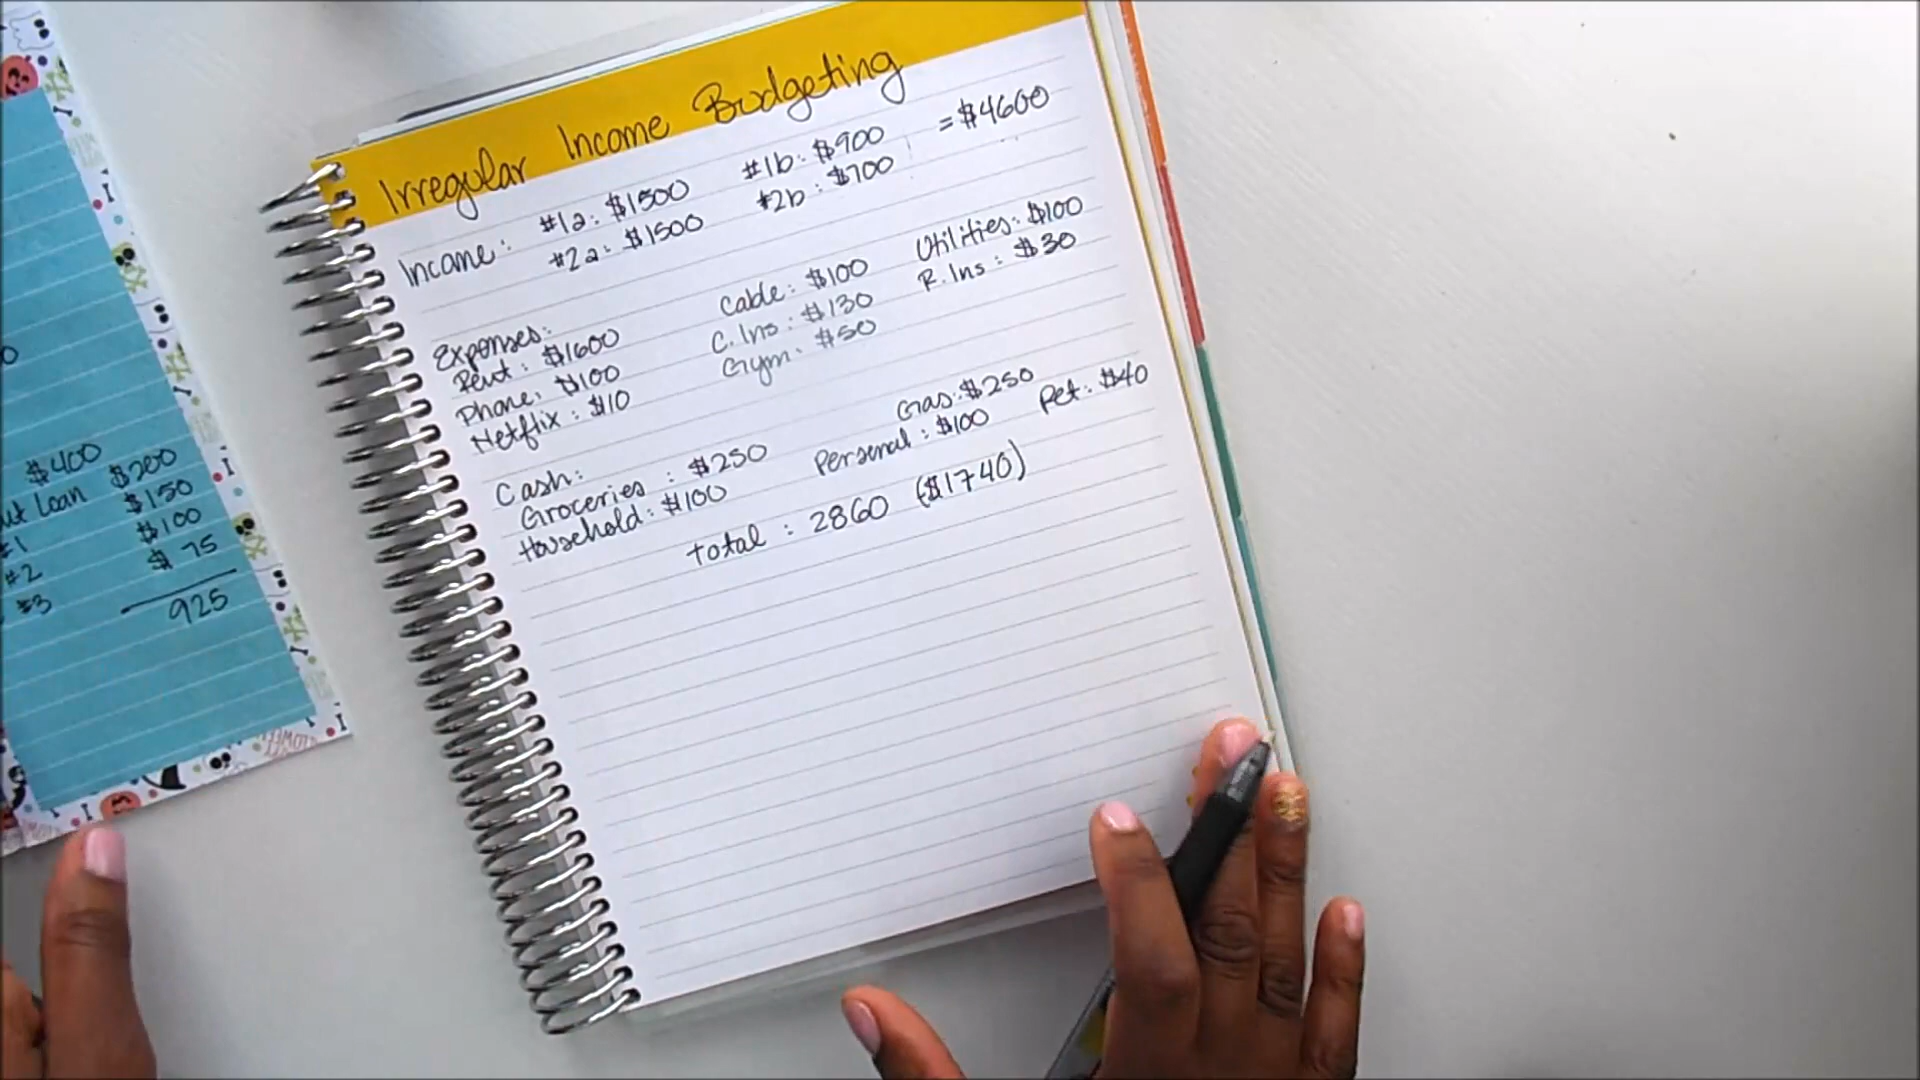 Irregular Income Budgeting
Income: #1a: $1500 #1b: $900 = $4600
#2a: $1500 #2b: $700
Expenses:
Rent: $1600 Cable: $100 Utilities: $100
Phone: $100 C. Ins: $130 R. Ins: $30
Netflix: $10 Gym: $50
Cash:
Groceries: $250 Gas: $250 Pet: $40
Household: $100 Personal: $100
total: 2860 ($1740)
$400
Loan $200
#1 $150
#2 $100
#3 $75
925